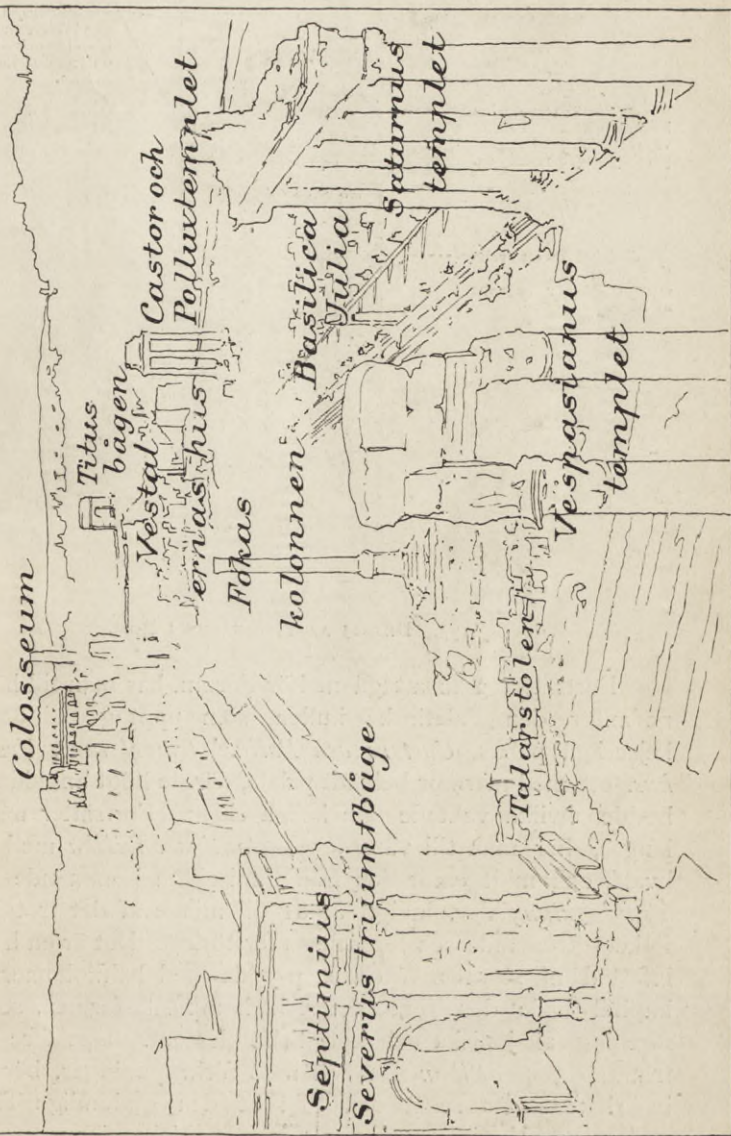 Colosseum
Titus
bågen
Castor och
Polluxtemplet
Vestal
ernas hus
Fokas
kolonnen
Basilica
Julia
Saturnus
templet
Septimius
Severus triumfbåge
Talarstolen
Vespasianus
templet